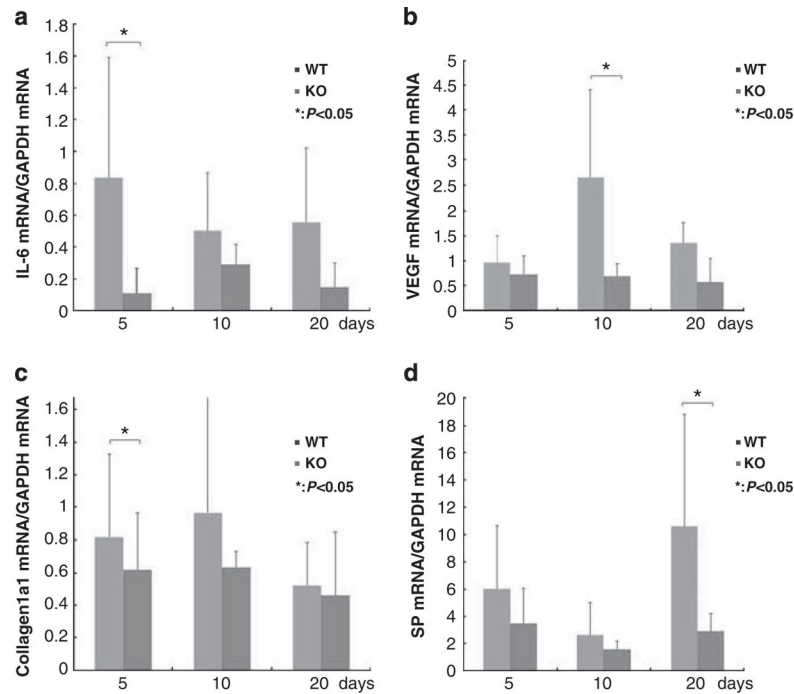 a
IL-6 mRNA/GAPDH mRNA
1.8
1.6
1.4
1.2
1
0.8
0.6
0.4
0.2
0
*
WT
KO
*:P<0.05
5 10 20 days
b
VEGF mRNA/GAPDH mRNA
5
4.5
4
3.5
3
2.5
2
1.5
1
0.5
0
*
WT
KO
*:P<0.05
5 10 20 days
c
Collagen1a1 mRNA/GAPDH mRNA
1.6
1.4
1.2
1
0.8
0.6
0.4
0.2
0
*
WT
KO
*:P<0.05
5 10 20 days
d
SP mRNA/GAPDH mRNA
20
18
16
14
12
10
8
6
4
2
0
*
WT
KO
*:P<0.05
5 10 20 days